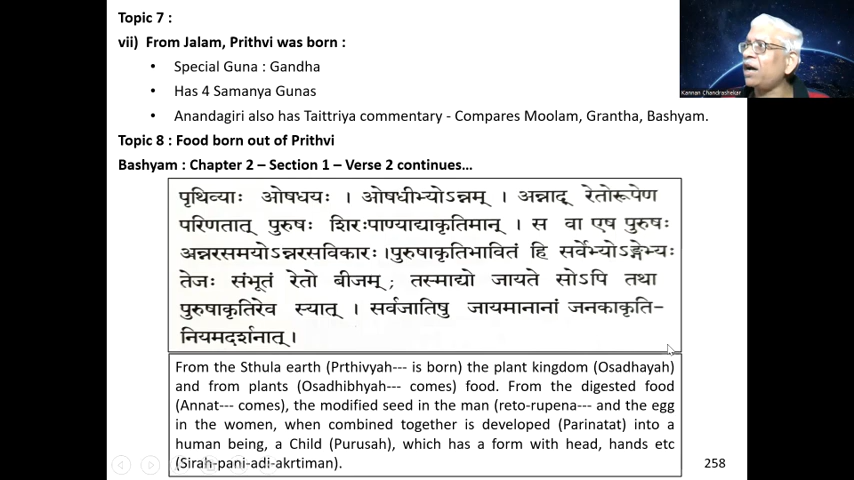 Topic 7 :
vii) From Jalam, Prithvi was born :
• Special Guna : Gandha
• Has 4 Samanya Gunas
• Anandagiri also has Taittriya commentary - Compares Moolam, Grantha, Bashyam.
Topic 8 : Food born out of Prithvi
Bashyam : Chapter 2 – Section 1 – Verse 2 continues…
पृथिव्याः ओषधयः । ओषधीभ्योऽन्नम् । अन्नाद् रेतोरूपेण
परिणतात् पुरुषः शिरःपाण्याद्याकृतिमान् । स वा एष पुरुषः
अन्नरसमयोऽन्नरसविकारः ।पुरुषाकृतिभावितं हि सर्वेभ्योऽङ्गेभ्यः
तेजः संभूतं रेतो बीजम् ; तस्माद्यो जायते सोऽपि तथा
पुरुषाकृतिरेव स्यात् । सर्वजातिषु जायमानानां जनकाकृति-
नियमदर्शनात् ।
From the Sthula earth (Prthivyah--- is born) the plant kingdom (Osadhayah)
and from plants (Osadhibhyah--- comes) food. From the digested food
(Annat--- comes), the modified seed in the man (reto-rupena--- and the egg
in the women, when combined together is developed (Parinatat) into a
human being, a Child (Purusah), which has a form with head, hands etc
(Sirah-pani-adi-akrtiman).
258
Kannan Chandrashekar